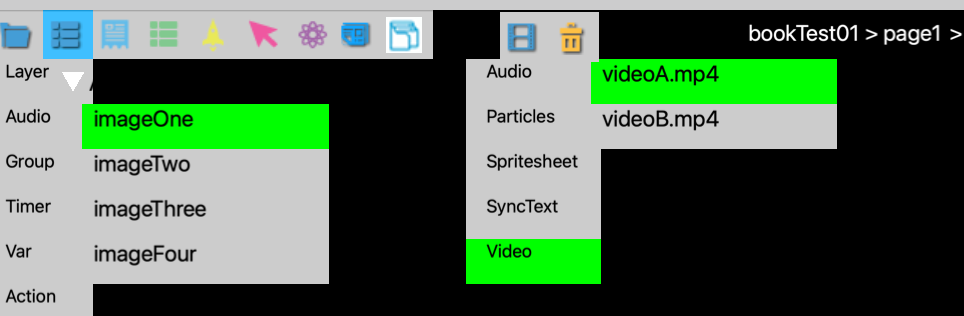 bookTest01 > page1 >
Layer
Audio
Group
Timer
Var
Action
imageOne
imageTwo
imageThree
imageFour
Audio
Particles
Spritesheet
SyncText
Video
videoA.mp4
videoB.mp4